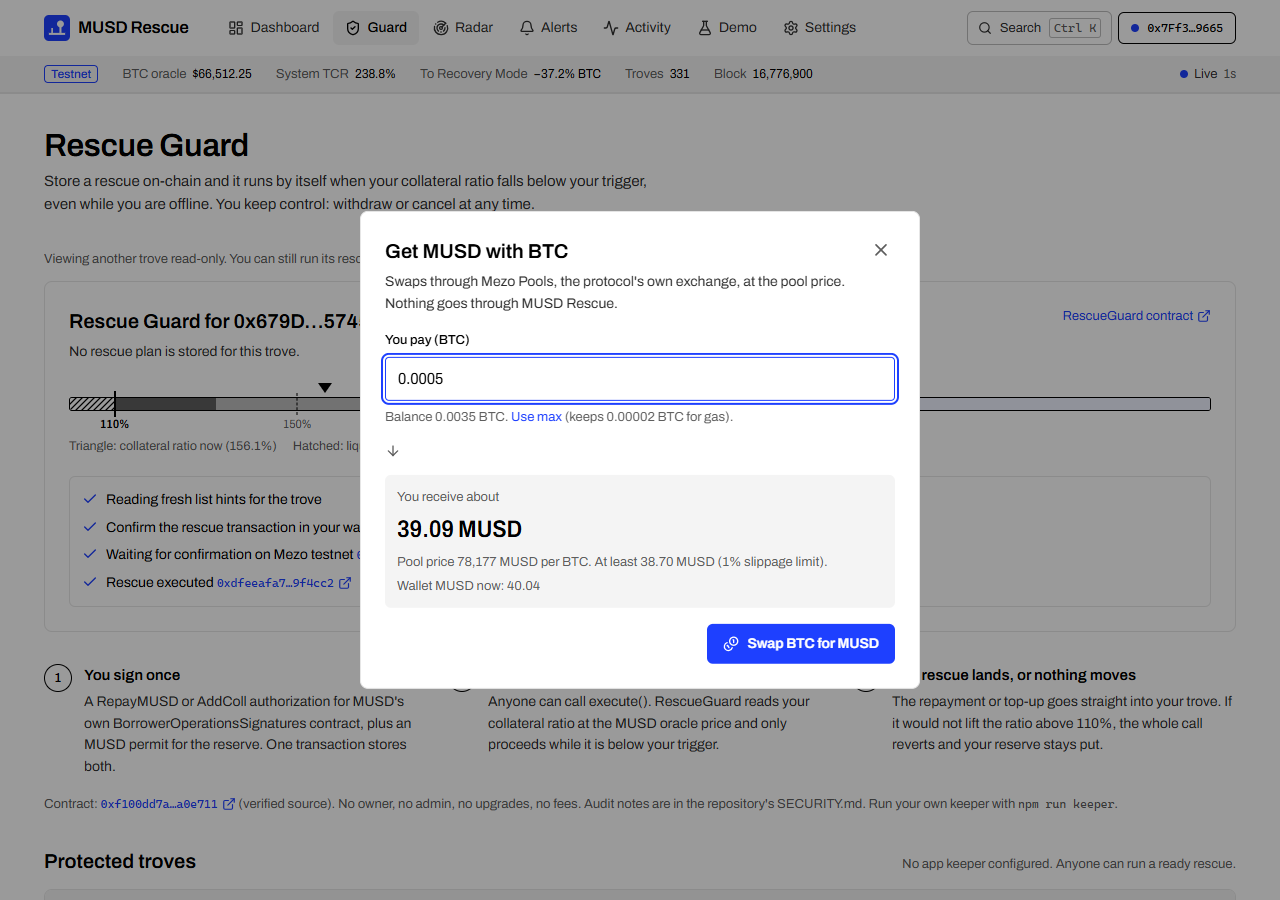 MUSD Rescue
Dashboard
Guard
Radar
Alerts
Activity
Demo
Settings
Search Ctrl K
0x7Ff3…9665
Testnet
BTC oracle $66,512.25
System TCR 238.8%
To Recovery Mode −37.2% BTC
Troves 331
Block 16,776,900
Live 1s
Rescue Guard
Store a rescue on-chain and it runs by itself when your collateral ratio falls below your trigger,
even while you are offline. You keep control: withdraw or cancel at any time.
Viewing another trove read-only. You can still run its
Rescue Guard for 0x679D…574
RescueGuard contract
No rescue plan is stored for this trove.
110%
150%
Triangle: collateral ratio now (156.1%)
Hatched:
Reading fresh list hints for the trove
Confirm the rescue transaction in your
Waiting for confirmation on Mezo testnet
Rescue executed 0xdfeeafa7…9f4cc2
Get MUSD with BTC
Swaps through Mezo Pools, the protocol's own exchange, at the pool price.
Nothing goes through MUSD Rescue.
You pay (BTC)
0.0005
Balance 0.0035 BTC. Use max (keeps 0.00002 BTC for gas).
You receive about
39.09 MUSD
Pool price 78,177 MUSD per BTC. At least 38.70 MUSD (1% slippage limit).
Wallet MUSD now: 40.04
Swap BTC for MUSD
1
You sign once
A RepayMUSD or AddColl authorization for MUSD's
own BorrowerOperationsSignatures contract, plus an
MUSD permit for the reserve. One transaction stores
both.
Anyone can call execute(). RescueGuard reads your
collateral ratio at the MUSD oracle price and only
proceeds while it is below your trigger.
rescue lands, or nothing moves
The repayment or top-up goes straight into your trove. If
it would not lift the ratio above 110%, the whole call
reverts and your reserve stays put.
Contract: 0xf100dd7a…a0e711 (verified source). No owner, no admin, no upgrades, no fees. Audit notes are in the repository's SECURITY.md. Run your own keeper with npm run keeper.
Protected troves
No app keeper configured. Anyone can run a ready rescue.